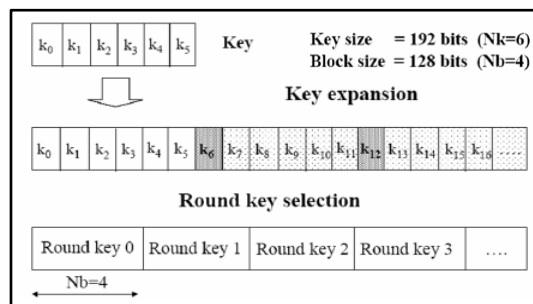 k0 k1 k2 k3 k4 k5 Key Key size = 192 bits (Nk=6)
Block size = 128 bits (Nb=4)
Key expansion
k0 k1 k2 k3 k4 k5 k6 k7 k8 k9 k10 k11 k12 k13 k14 k15 k16 .....
Round key selection
Round key 0 Round key 1 Round key 2 Round key 3 ....
Nb=4